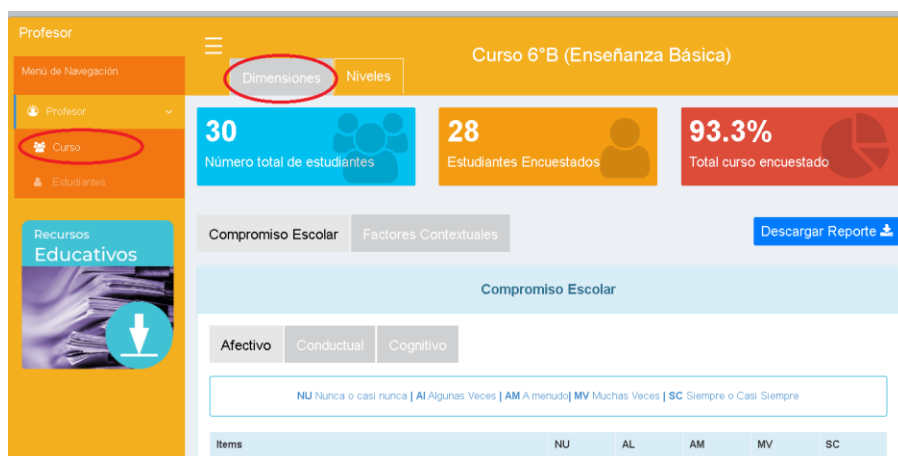 Profesor
Menú de Navegación
Profesor
Curso
Estudiantes
Recursos
Educativos
Curso 6°B (Enseñanza Básica)
Dimensiones Niveles
30
Número total de estudiantes
28
Estudiantes Encuestados
93.3%
Total curso encuestado
Compromiso Escolar Factores Contextuales
Descargar Reporte
Compromiso Escolar
Afectivo Conductual Cognitivo
NU Nunca o casi nunca | AI Algunas Veces | AM A menudo| MV Muchas Veces | SC Siempre o Casi Siempre
Items NU AL AM MV SC